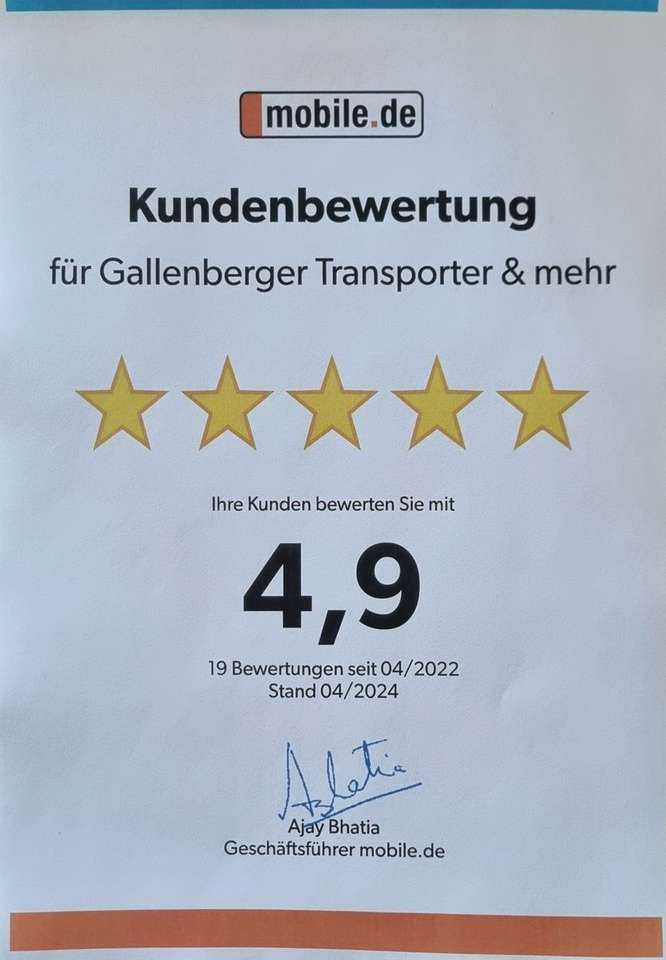 mobile.de
Kundenbewertung
für Gallenberger Transporter & mehr
Ihre Kunden bewerten Sie mit
4,9
19 Bewertungen seit 04/2022
Stand 04/2024
ABhatia
Ajay Bhatia
Geschäftsführer mobile.de